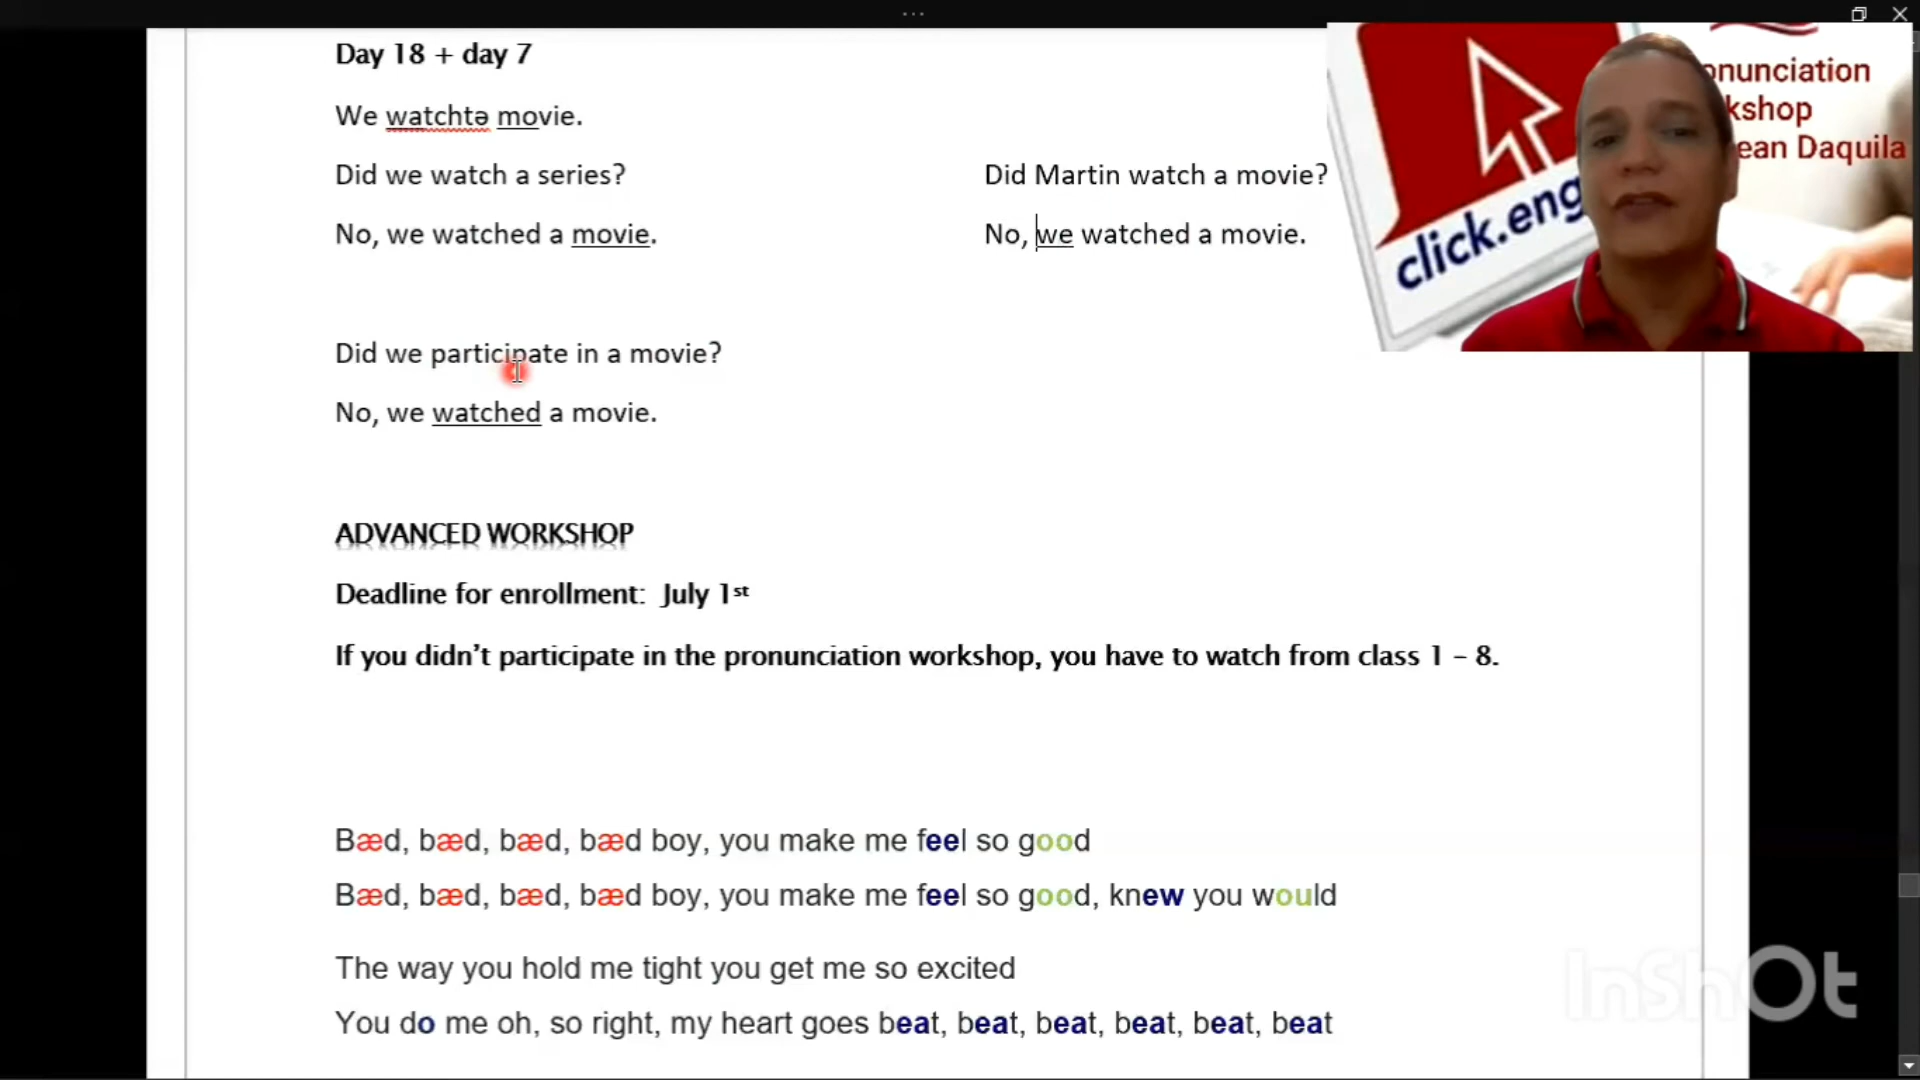 Day 18 + day 7
We watchtə movie.
Did we watch a series?
No, we watched a movie.
Did Martin watch a movie?
No, we watched a movie.
Did we participate in a movie?
No, we watched a movie.
ADVANCED WORKSHOP
Deadline for enrollment: July 1st
If you didn't participate in the pronunciation workshop, you have to watch from class 1 – 8.
Bæd, bæd, bæd, bæd boy, you make me feel so good
Bæd, bæd, bæd, bæd boy, you make me feel so good, knew you would
The way you hold me tight you get me so excited
You do me oh, so right, my heart goes beat, beat, beat, beat, beat, beat
click.eng
onunciation
kshop
ean Daquila
InShOt